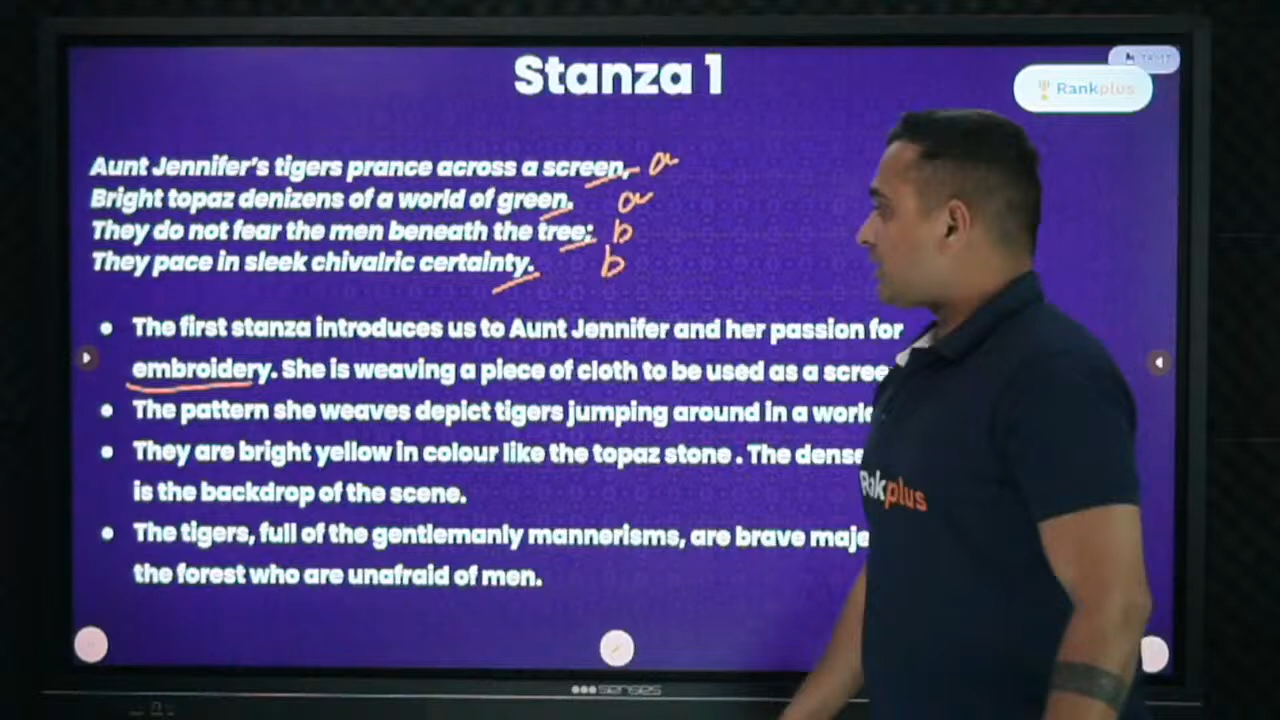 Stanza 1
Rankplus
Aunt Jennifer's tigers prance across a screen, a
Bright topaz denizens of a world of green. a
They do not fear the men beneath the tree; b
They pace in sleek chivalric certainty. b
• The first stanza introduces us to Aunt Jennifer and her passion for
embroidery. She is weaving a piece of cloth to be used as a scree
• The pattern she weaves depict tigers jumping around in a world
• They are bright yellow in colour like the topaz stone . The dense
is the backdrop of the scene.
• The tigers, full of the gentlemanly mannerisms, are brave maje
the forest who are unafraid of men.
Rankplus
senses